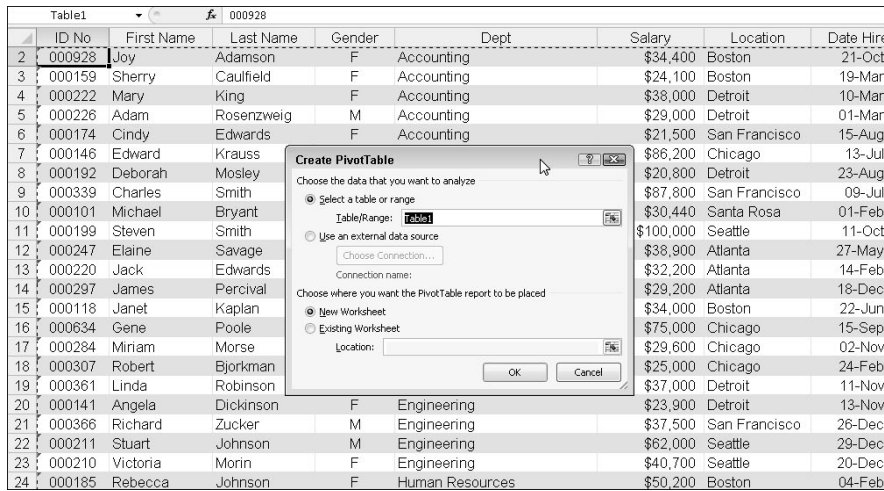 Table1 fx 000928
ID No First Name Last Name Gender Dept Salary Location Date Hire
2 000928 Joy Adamson F Accounting $34,400 Boston 21-Oct
3 000159 Sherry Caulfield F Accounting $24,100 Boston 19-Mar
4 000222 Mary King F Accounting $38,000 Detroit 10-Mar
5 000226 Adam Rosenzweig M Accounting $29,000 Detroit 01-Mar
6 000174 Cindy Edwards F Accounting $21,500 San Francisco 15-Aug
7 000146 Edward Krauss $86,200 Chicago 13-Jul
8 000192 Deborah Mosley $20,800 Detroit 23-Aug
9 000339 Charles Smith $87,800 San Francisco 09-Jul
10 000101 Michael Bryant $30,440 Santa Rosa 01-Feb
11 000199 Steven Smith $100,000 Seattle 11-Oct
12 000247 Elaine Savage $38,900 Atlanta 27-May
13 000220 Jack Edwards $32,200 Atlanta 14-Feb
14 000297 James Percival $29,200 Atlanta 18-Dec
15 000118 Janet Kaplan $34,000 Boston 22-Jun
16 000634 Gene Poole $75,000 Chicago 15-Sep
17 000284 Miriam Morse $29,600 Chicago 02-Nov
18 000307 Robert Bjorkman $25,000 Chicago 24-Feb
19 000361 Linda Robinson $37,000 Detroit 11-Nov
20 000141 Angela Dickinson F Engineering $23,900 Detroit 13-Nov
21 000366 Richard Zucker M Engineering $37,500 San Francisco 26-Dec
22 000211 Stuart Johnson M Engineering $62,000 Seattle 29-Dec
23 000210 Victoria Morin F Engineering $40,700 Seattle 20-Dec
24 000185 Rebecca Johnson F Human Resources $50,200 Boston 04-Feb
Create PivotTable
Choose the data that you want to analyze
Select a table or range
Table/Range: Table1
Use an external data source
Choose Connection...
Connection name:
Choose where you want the PivotTable report to be placed
New Worksheet
Existing Worksheet
Location:
OK Cancel